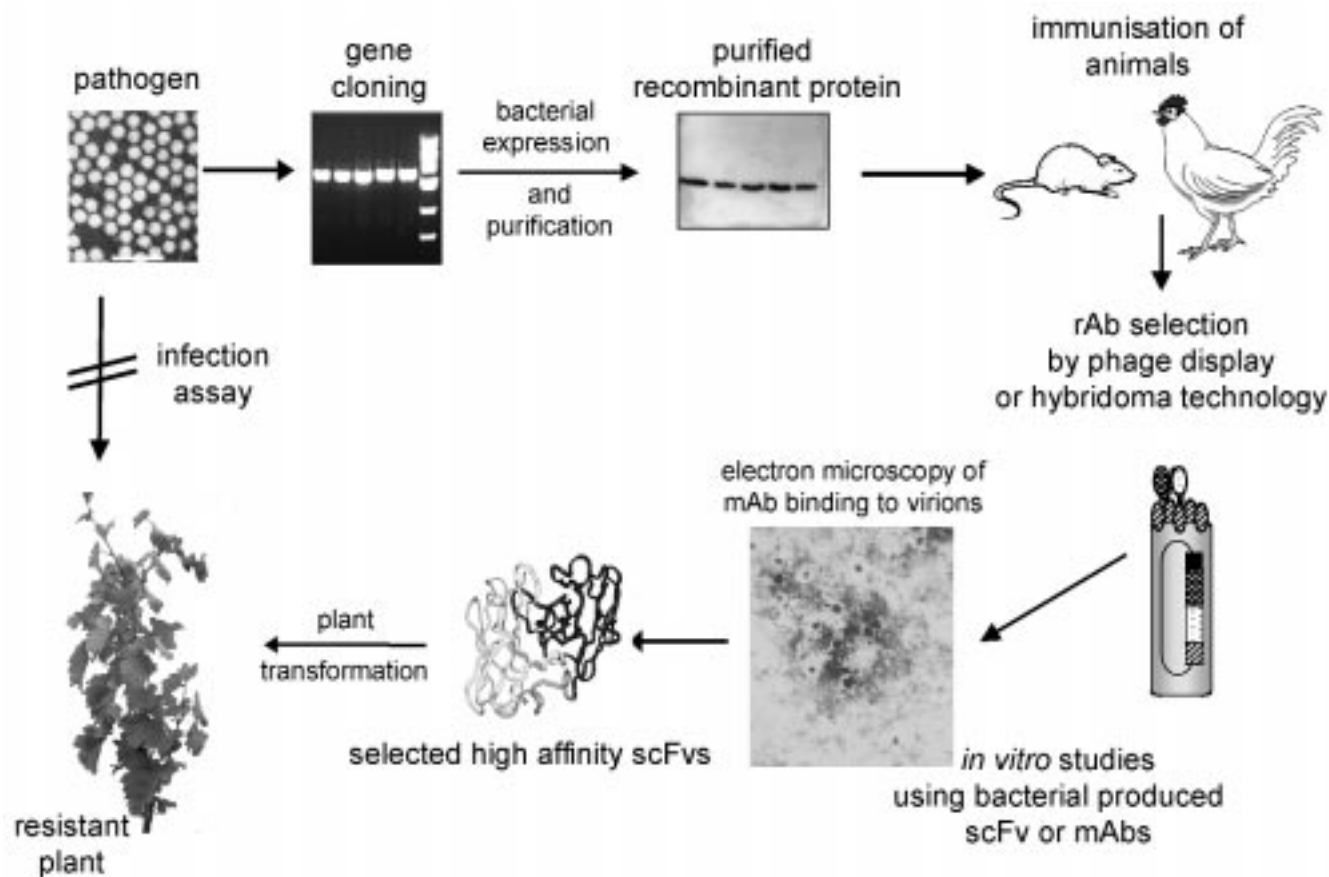 pathogen
gene
cloning
bacterial
expression
and
purification
purified
recombinant protein
immunisation of
animals
rAb selection
by phage display
or hybridoma technology
infection
assay
electron microscopy of
mAb binding to virions
in vitro studies
using bacterial produced
scFv or mAbs
selected high affinity scFvs
plant
transformation
resistant
plant